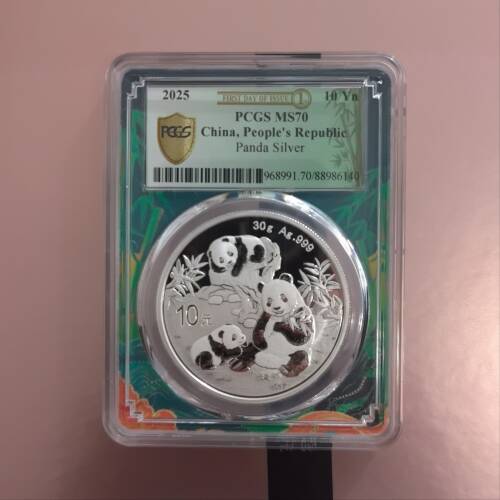 2025 FIRST DAY OF ISSUE 1 10 Yn
PCGS MS70
China, People's Republic
Panda Silver
PCGS
968991.70/88986140
30g Ag.999
10元